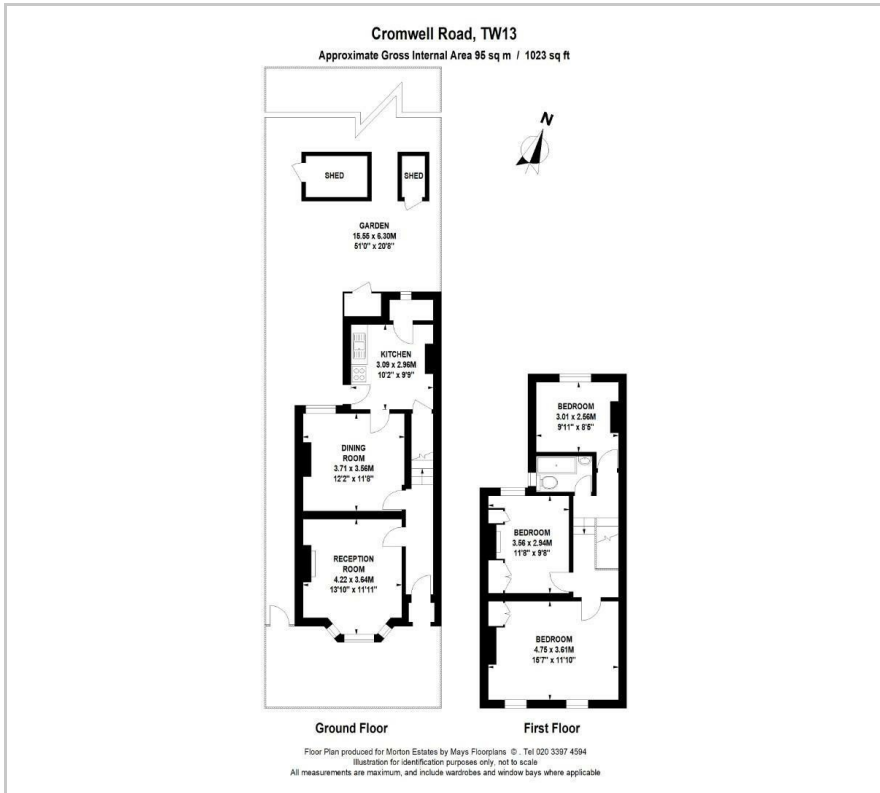 Cromwell Road, TW13
Approximate Gross Internal Area 95 sq m / 1023 sq ft
N
SHED
SHED
GARDEN
15.55 x 6.30M
51'0" x 20'8"
KITCHEN
3.09 x 2.96M
10'2" x 9'9"
DINING
ROOM
3.71 x 3.56M
12'2" x 11'8"
RECEPTION
ROOM
4.22 x 3.64M
13'10" x 11'11"
BEDROOM
3.01 x 2.56M
9'11" x 8'5"
BEDROOM
3.56 x 2.94M
11'8" x 9'8"
BEDROOM
4.75 x 3.61M
15'7" x 11'10"
Ground Floor
First Floor
Floor Plan produced for Morton Estates by Mays Floorplans © . Tel 020 3397 4594
Illustration for identification purposes only, not to scale
All measurements are maximum, and include wardrobes and window bays where applicable